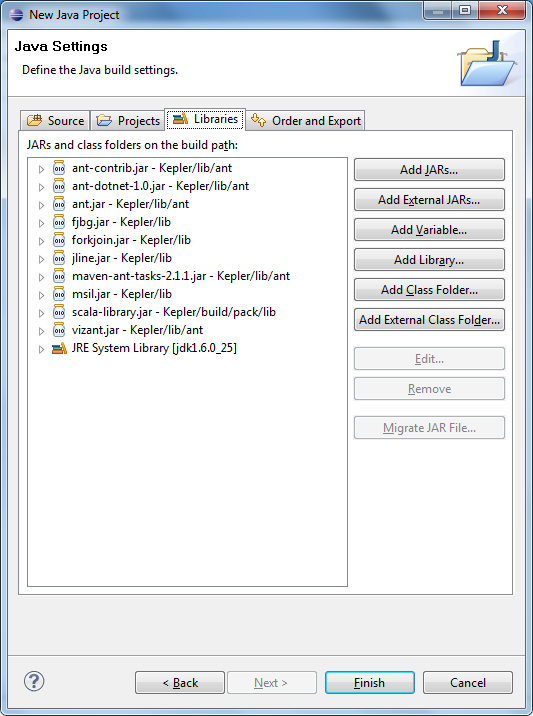 New Java Project
Java Settings
Define the Java build settings.
Source
Projects
Libraries
Order and Export
JARs and class folders on the build path:
ant-contrib.jar - Kepler/lib/ant
ant-dotnet-1.0.jar - Kepler/lib/ant
ant.jar - Kepler/lib/ant
fjbg.jar - Kepler/lib
forkjoin.jar - Kepler/lib
jline.jar - Kepler/lib
maven-ant-tasks-2.1.1.jar - Kepler/lib/ant
msil.jar - Kepler/lib
scala-library.jar - Kepler/build/pack/lib
vizant.jar - Kepler/lib/ant
JRE System Library [jdk1.6.0_25]
Add JARs...
Add External JARs...
Add Variable...
Add Library...
Add Class Folder...
Add External Class Folder...
Edit...
Remove
Migrate JAR File...
?
< Back
Next >
Finish
Cancel